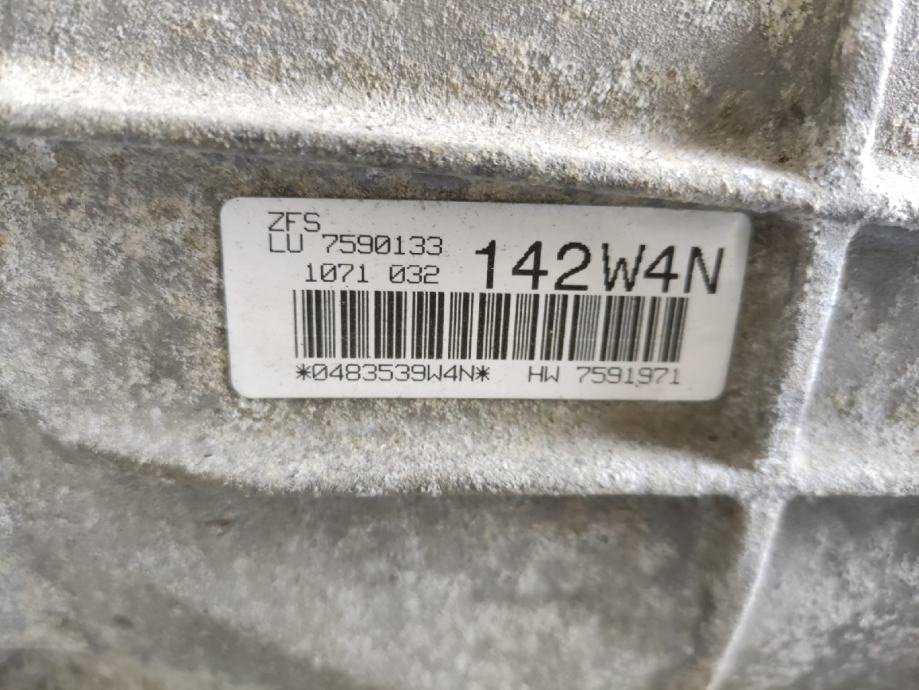 ZFS
LU 7590133
1071 032 142W4N
*0483539W4N* HW 7591971